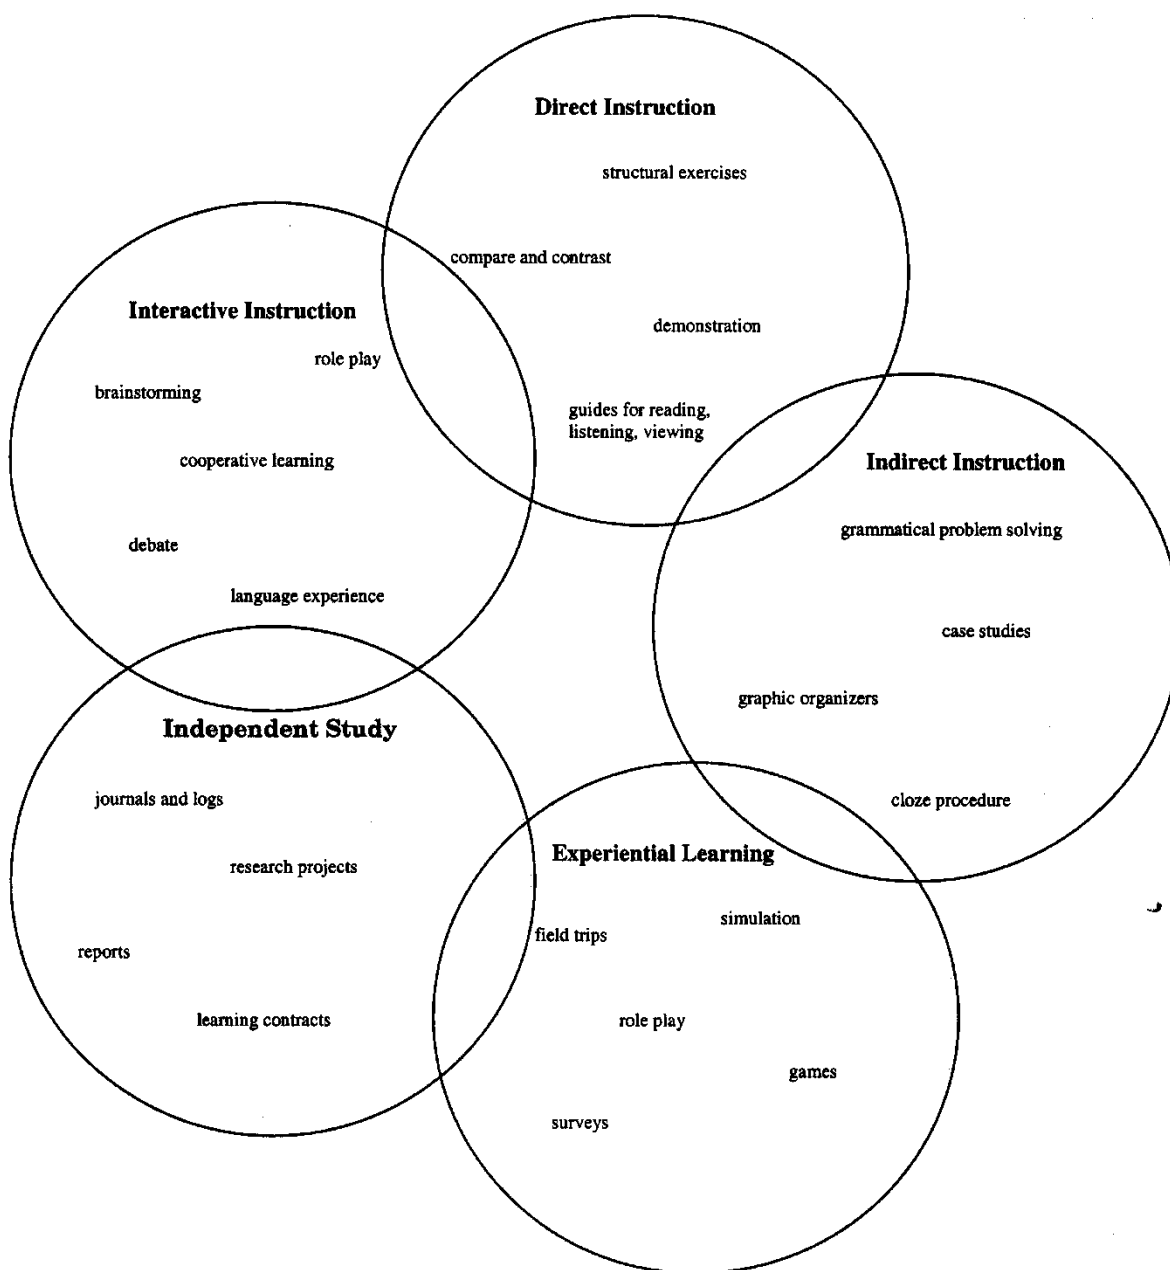 Direct Instruction
structural exercises
compare and contrast
demonstration
guides for reading,
listening, viewing
Interactive Instruction
role play
brainstorming
cooperative learning
debate
language experience
Indirect Instruction
grammatical problem solving
case studies
graphic organizers
cloze procedure
Independent Study
journals and logs
research projects
reports
learning contracts
Experiential Learning
simulation
field trips
role play
games
surveys